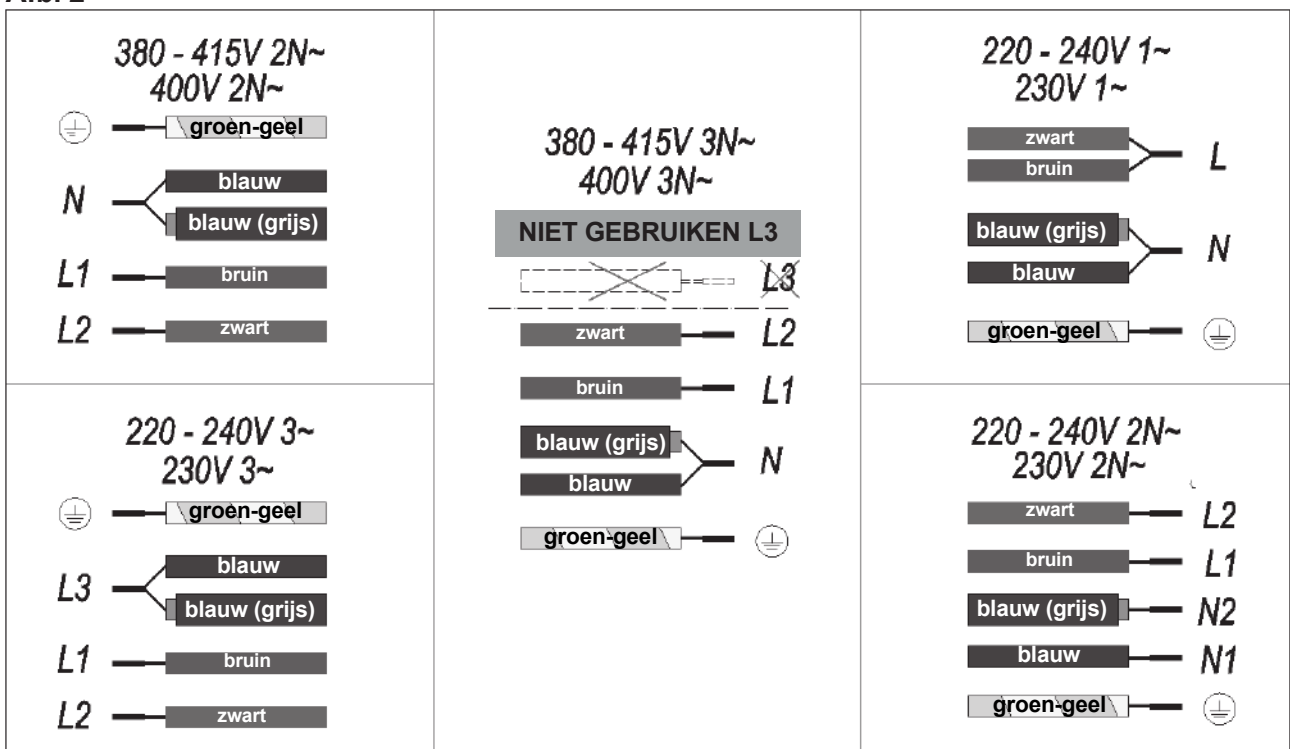 380 - 415V 2N~
400V 2N~
groen-geel
N
blauw
blauw (grijs)
L1
bruin
L2
zwart
380 - 415V 3N~
400V 3N~
NIET GEBRUIKEN L3
L3
zwart
L2
bruin
L1
blauw (grijs)
N
blauw
groen-geel
220 - 240V 1~
230V 1~
zwart
L
bruin
blauw (grijs)
N
blauw
groen-geel
220 - 240V 3~
230V 3~
groen-geel
L3
blauw
blauw (grijs)
L1
bruin
L2
zwart
220 - 240V 2N~
230V 2N~
zwart
L2
bruin
L1
blauw (grijs)
N2
blauw
N1
groen-geel